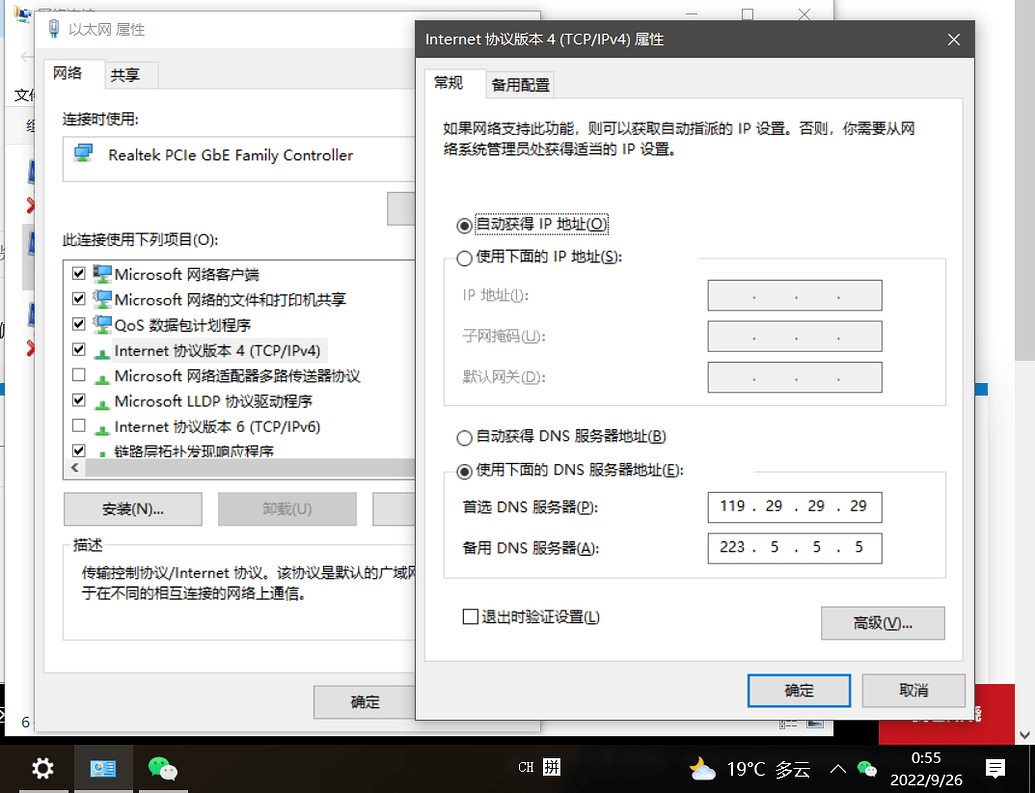 以太网 属性
网络
共享
连接时使用:
Realtek PCIe GbE Family Controller
此连接使用下列项目(O):
Microsoft 网络客户端
Microsoft 网络的文件和打印机共享
QoS 数据包计划程序
Internet 协议版本 4 (TCP/IPv4)
Microsoft 网络适配器多路传送器协议
Microsoft LLDP 协议驱动程序
Internet 协议版本 6 (TCP/IPv6)
链路层拓扑发现响应程序
安装(N)...
卸载(U)
描述
传输控制协议/Internet 协议。该协议是默认的广域网
于在不同的相互连接的网络上通信。
确定
Internet 协议版本 4 (TCP/IPv4) 属性
常规
备用配置
如果网络支持此功能，则可以获取自动指派的 IP 设置。否则，你需要从网
络系统管理员处获得适当的 IP 设置。
自动获得 IP 地址(O)
使用下面的 IP 地址(S):
IP 地址(I):
子网掩码(U):
默认网关(D):
自动获得 DNS 服务器地址(B)
使用下面的 DNS 服务器地址(E):
首选 DNS 服务器(P):
119 . 29 . 29 . 29
备用 DNS 服务器(A):
223 . 5 . 5 . 5
退出时验证设置(L)
高级(V)...
确定
取消
6
CH 拼
19°C 多云
0:55
2022/9/26